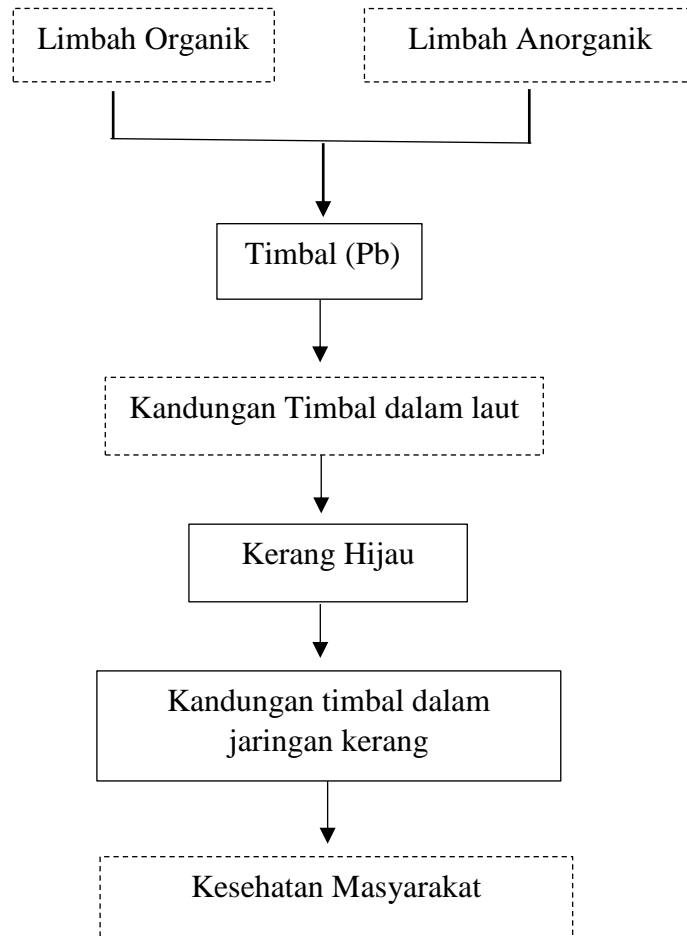 Limbah Organik
Limbah Anorganik
Timbal (Pb)
Kandungan Timbal dalam laut
Kerang Hijau
Kandungan timbal dalam
jaringan kerang
Kesehatan Masyarakat